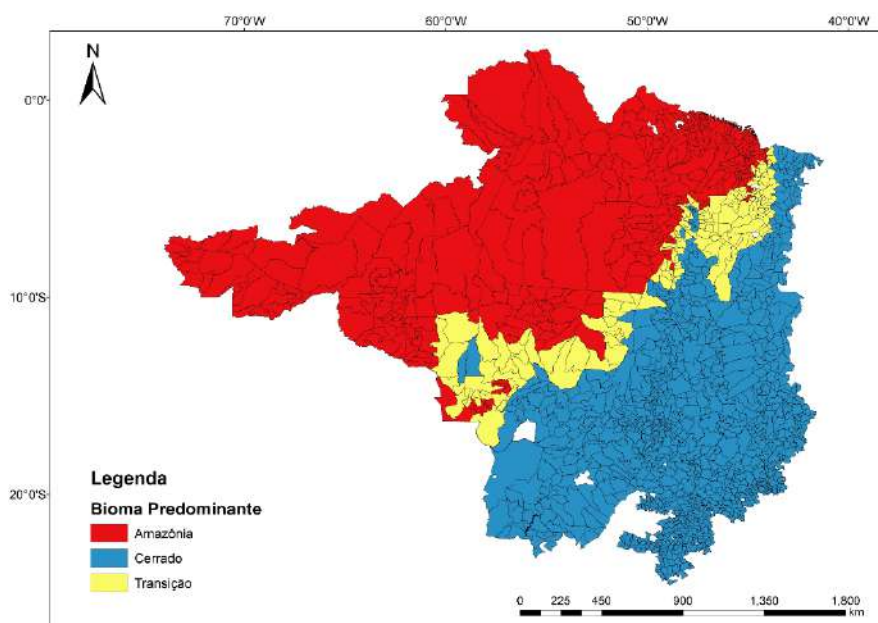 70°0'W 60°0'W 50°0'W 40°0'W
N
0°0'
10°0'S
20°0'S
Legenda
Bioma Predominante
Amazônia
Cerrado
Transição
0 225 450 900 1,350 1,800
km